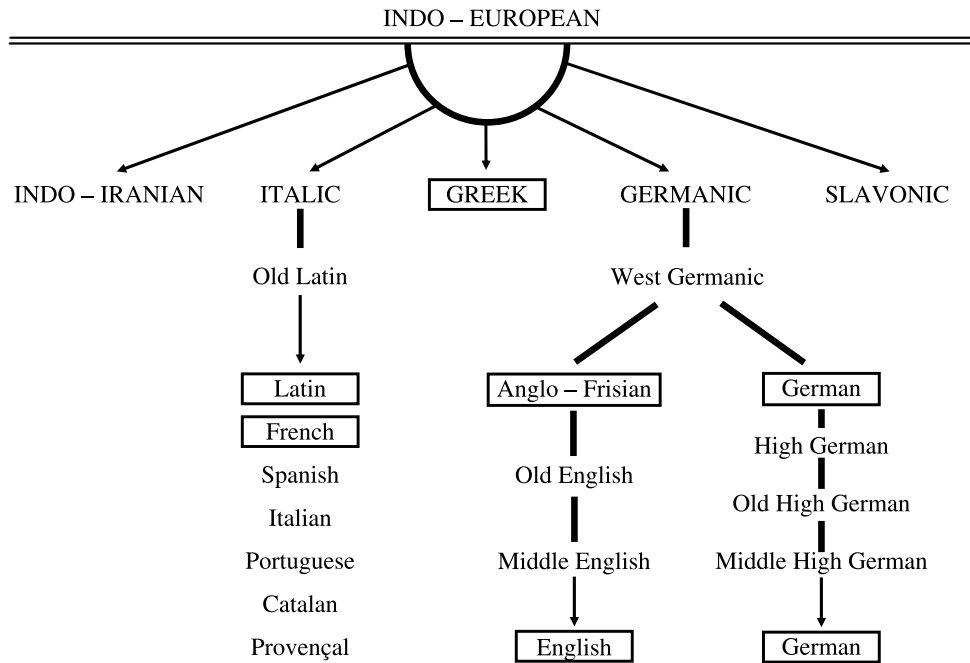 INDO – EUROPEAN
INDO – IRANIAN ITALIC GREEK GERMANIC SLAVONIC
Old Latin West Germanic
Latin Anglo – Frisian German
French
High German
Spanish Old English
Old High German
Italian
Portuguese Middle English Middle High German
Catalan
Provençal English German